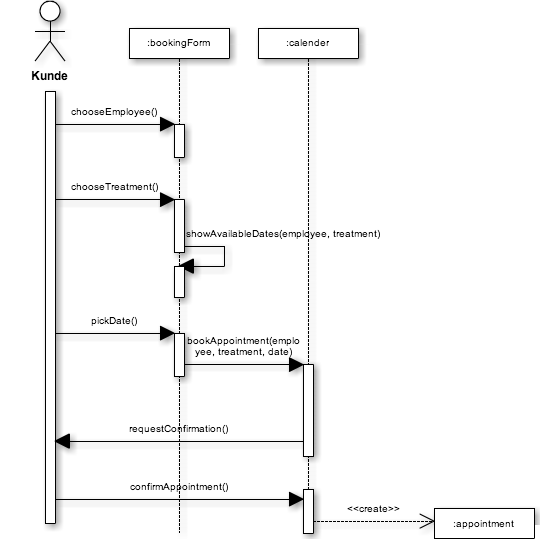 :bookingForm
:calender
Kunde
chooseEmployee()
chooseTreatment()
showAvailableDates(employee, treatment)
pickDate()
bookAppointment(emplo
yee, treatment, date)
requestConfirmation()
confirmAppointment()
<<create>>
:appointment